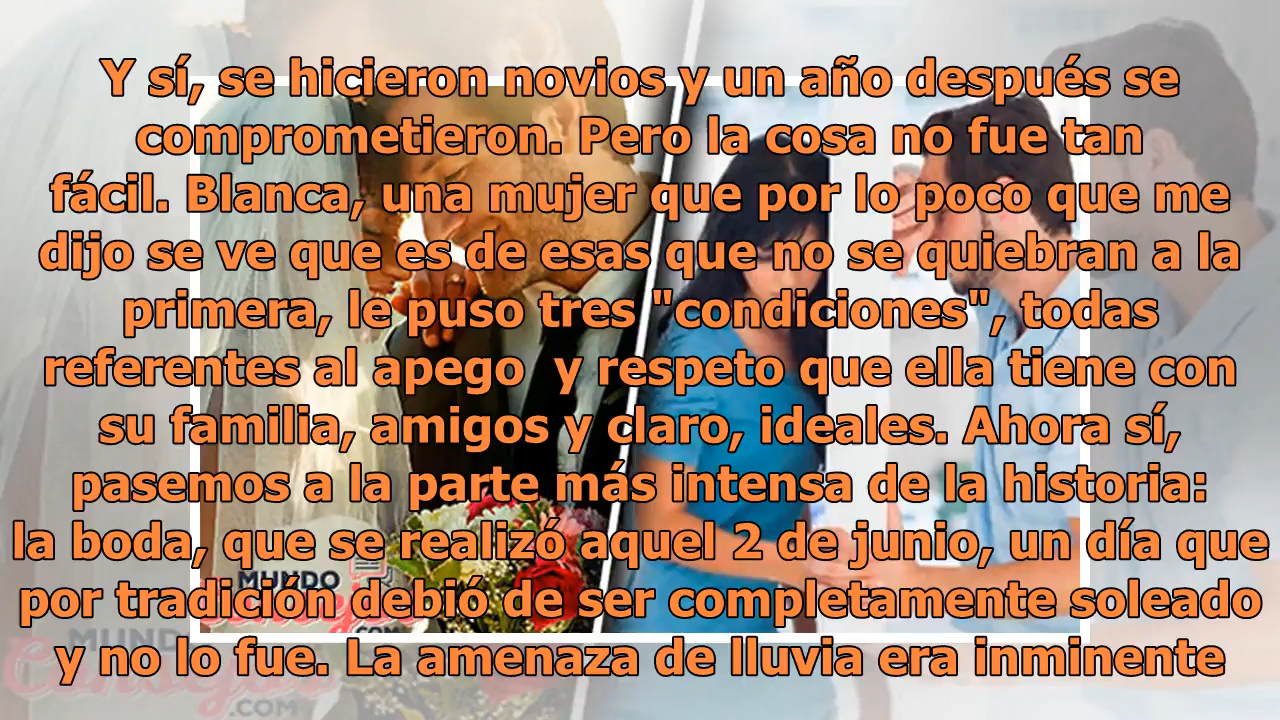 Y sí, se hicieron novios y un año después se
comprometieron. Pero la cosa no fue tan
fácil. Blanca, una mujer que por lo poco que me
dijo se ve que es de esas que no se quiebran a la
primera, le puso tres "condiciones", todas
referentes al apego  y respeto que ella tiene con
su familia, amigos y claro, ideales. Ahora sí,
pasemos a la parte más intensa de la historia:
la boda, que se realizó aquel 2 de junio, un día que
por tradición debió de ser completamente soleado
y no lo fue. La amenaza de lluvia era inminente
MUNDO
.COM